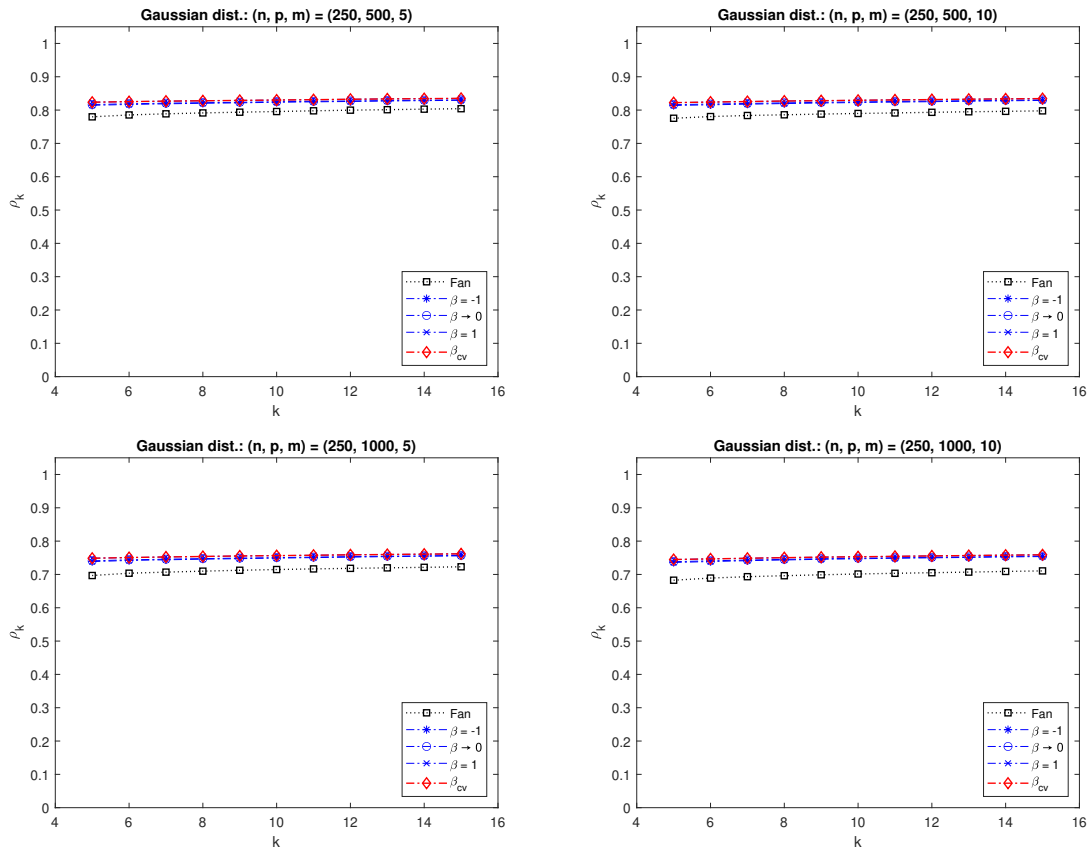 Gaussian dist.: (n, p, m) = (250, 500, 5)
1
0.9
0.8
0.7
0.6
0.5
0.4
0.3
0.2
0.1
0
ρk
4 6 8 10 12 14 16
k
Fan
β = -1
β → 0
β = 1
βcv
Gaussian dist.: (n, p, m) = (250, 500, 10)
1
0.9
0.8
0.7
0.6
0.5
0.4
0.3
0.2
0.1
0
ρk
4 6 8 10 12 14 16
k
Fan
β = -1
β → 0
β = 1
βcv
Gaussian dist.: (n, p, m) = (250, 1000, 5)
1
0.9
0.8
0.7
0.6
0.5
0.4
0.3
0.2
0.1
0
ρk
4 6 8 10 12 14 16
k
Fan
β = -1
β → 0
β = 1
βcv
Gaussian dist.: (n, p, m) = (250, 1000, 10)
1
0.9
0.8
0.7
0.6
0.5
0.4
0.3
0.2
0.1
0
ρk
4 6 8 10 12 14 16
k
Fan
β = -1
β → 0
β = 1
βcv